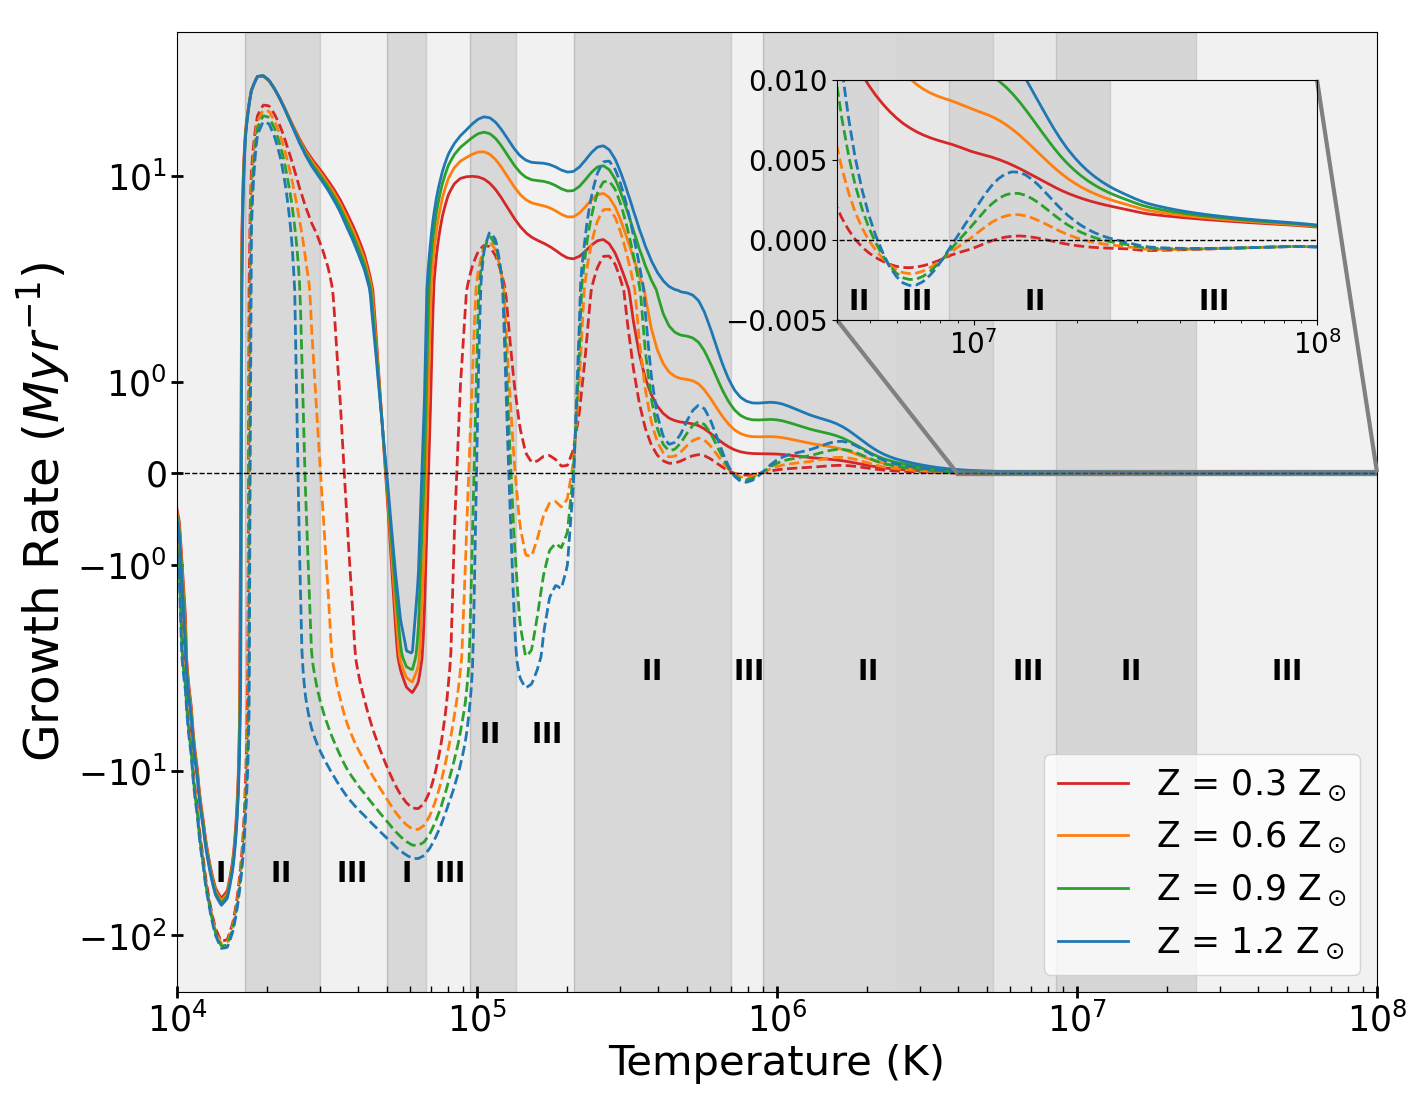 Growth Rate (Myr⁻¹)
10¹
10⁰
0
−10⁰
−10¹
−10²
0.010
0.005
0.000
−0.005
II III II III
10⁷ 10⁸
II III II III II III
II III
I II III I III
Z = 0.3 Z⊙
Z = 0.6 Z⊙
Z = 0.9 Z⊙
Z = 1.2 Z⊙
10⁴ 10⁵ 10⁶ 10⁷ 10⁸
Temperature (K)